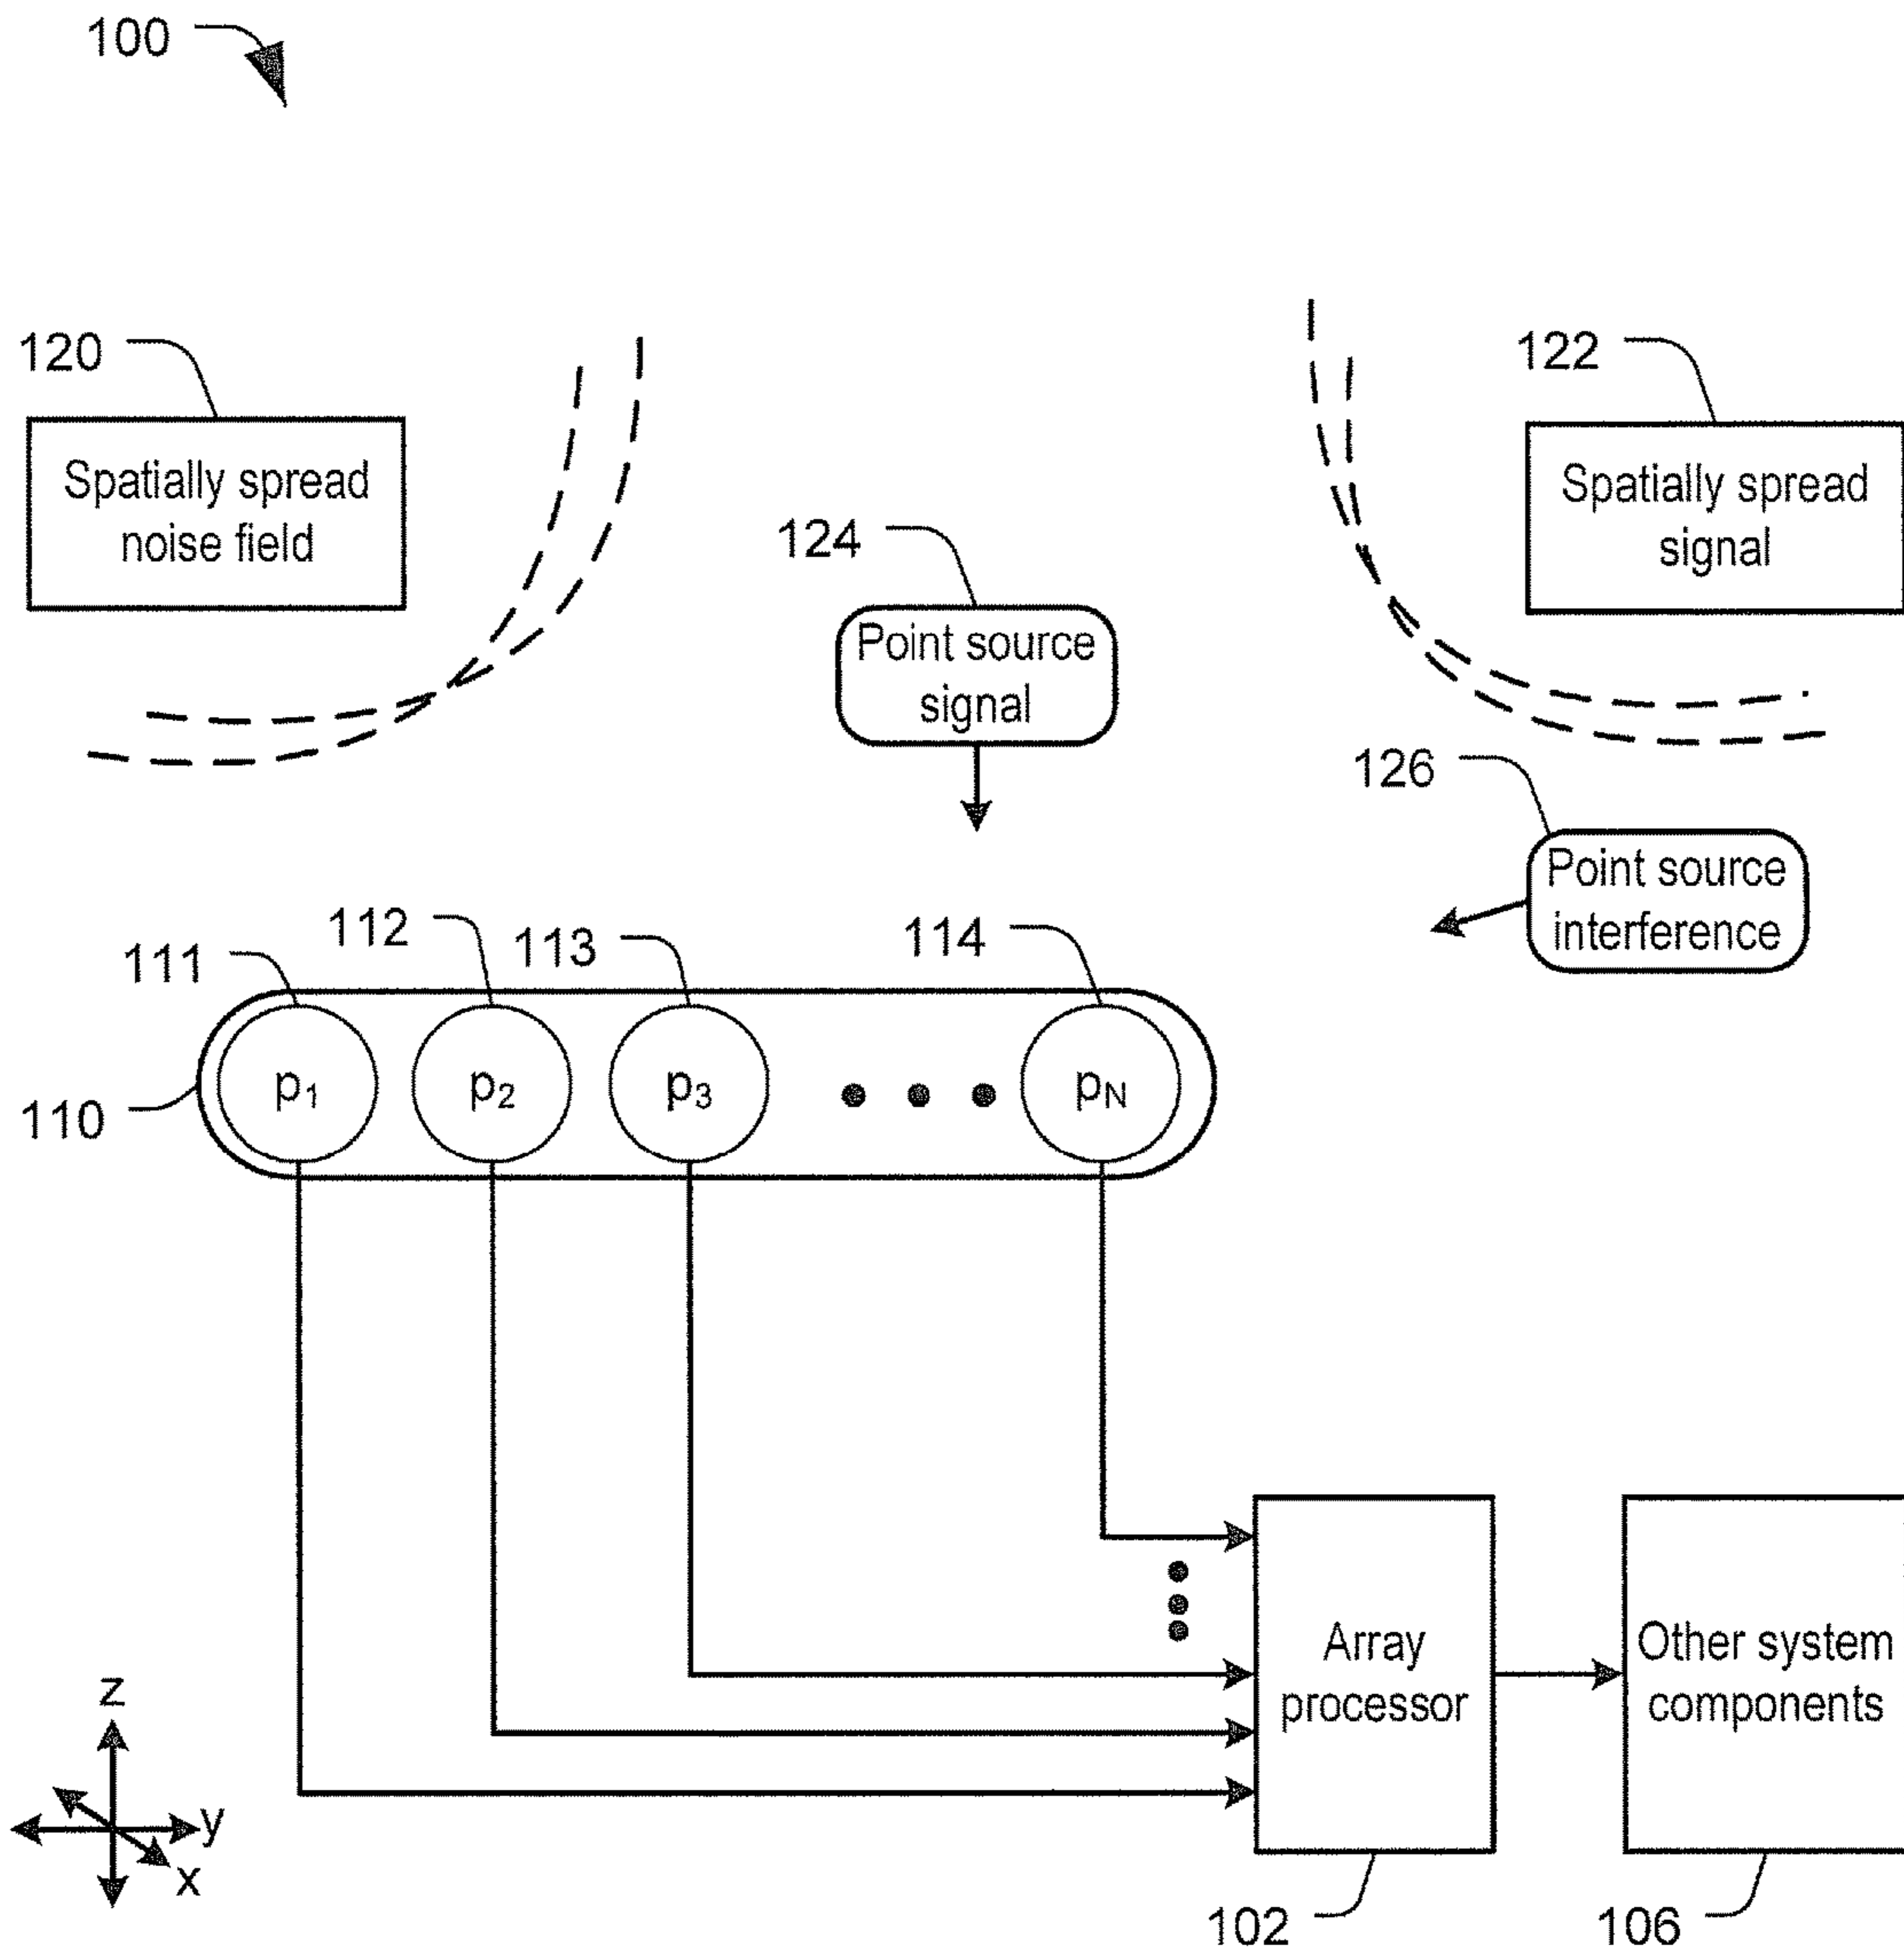 100
120
122
Spatially spread
noise field
Spatially spread
signal
124
Point source
signal
126
Point source
interference
111
112
113
114
p₁
p₂
p₃
p_N
110
Array
processor
Other system
components
z
y
x
102
106